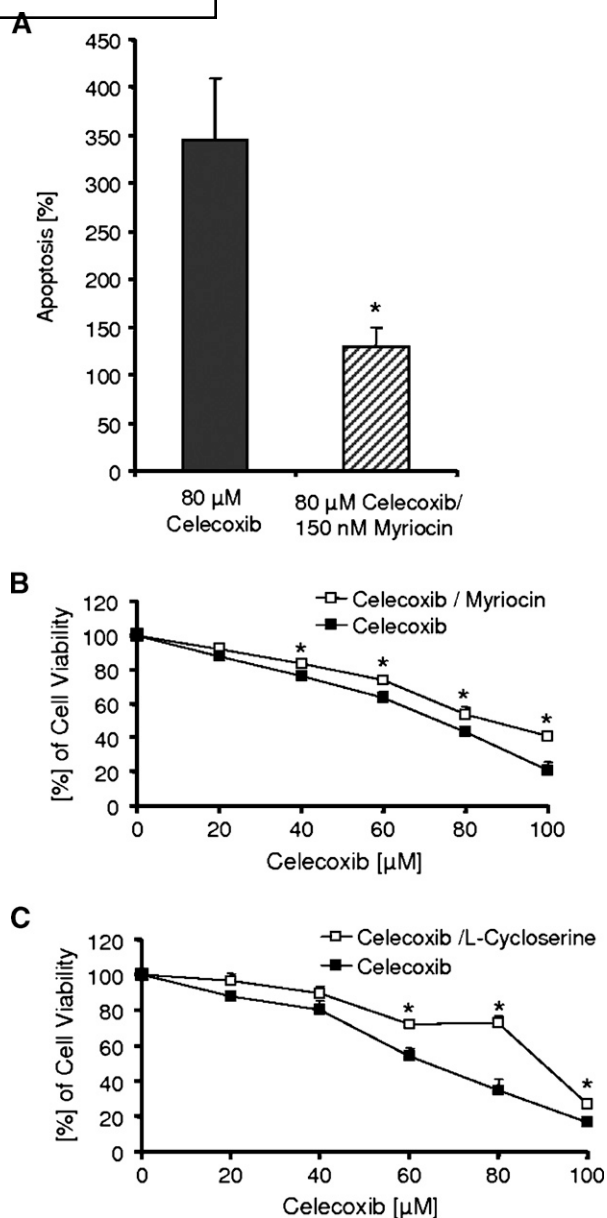 A
450
400
350
300
250
200
150
100
50
0
Apoptosis [%]
*
80 µM
Celecoxib
80 µM Celecoxib/
150 nM Myriocin
B
Celecoxib / Myriocin
Celecoxib
120
100
80
60
40
20
0
[%] of Cell Viability
* * * *
0 20 40 60 80 100
Celecoxib [µM]
C
Celecoxib /L-Cycloserine
Celecoxib
120
100
80
60
40
20
0
[%] of Cell Viability
* * *
0 20 40 60 80 100
Celecoxib [µM]